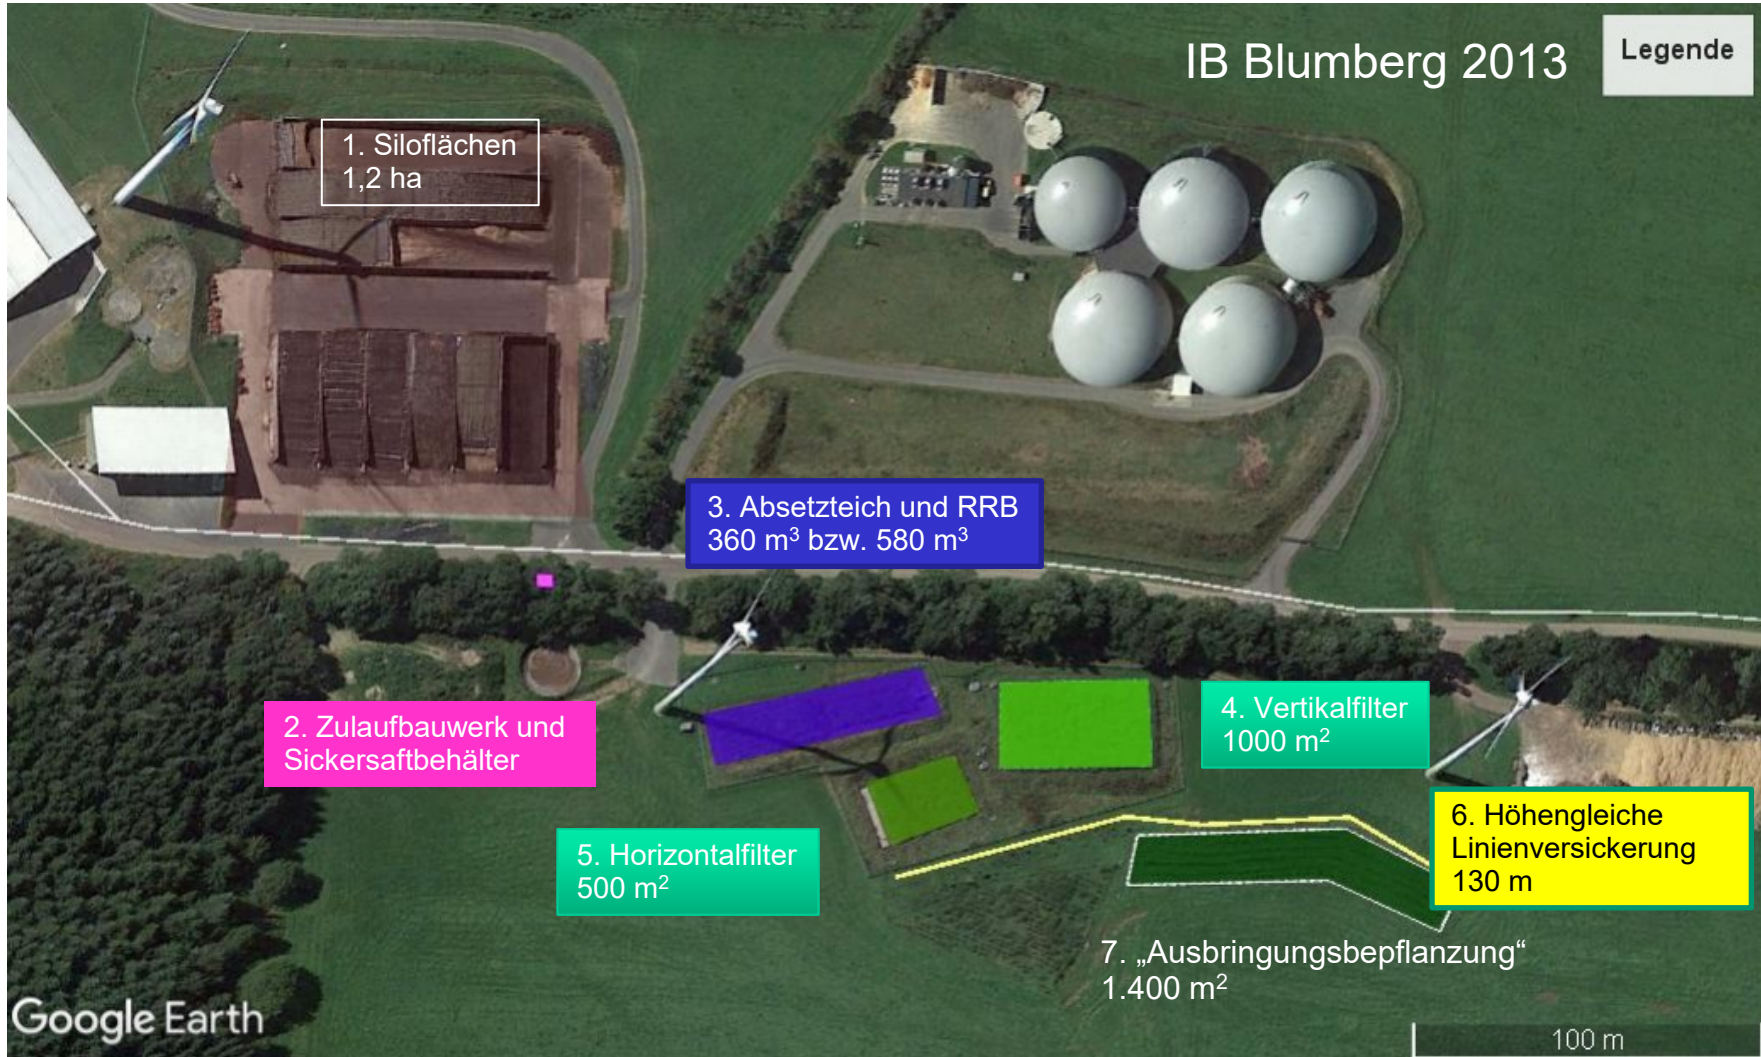 IB Blumberg 2013
Legende
1. Siloflächen
1,2 ha
3. Absetzteich und RRB
360 m³ bzw. 580 m³
2. Zulaufbauwerk und
Sickersaftbehälter
4. Vertikalfilter
1000 m²
5. Horizontalfilter
500 m²
6. Höhengleiche
Linienversickerung
130 m
7. „Ausbringungsbepflanzung“
1.400 m²
Google Earth
100 m